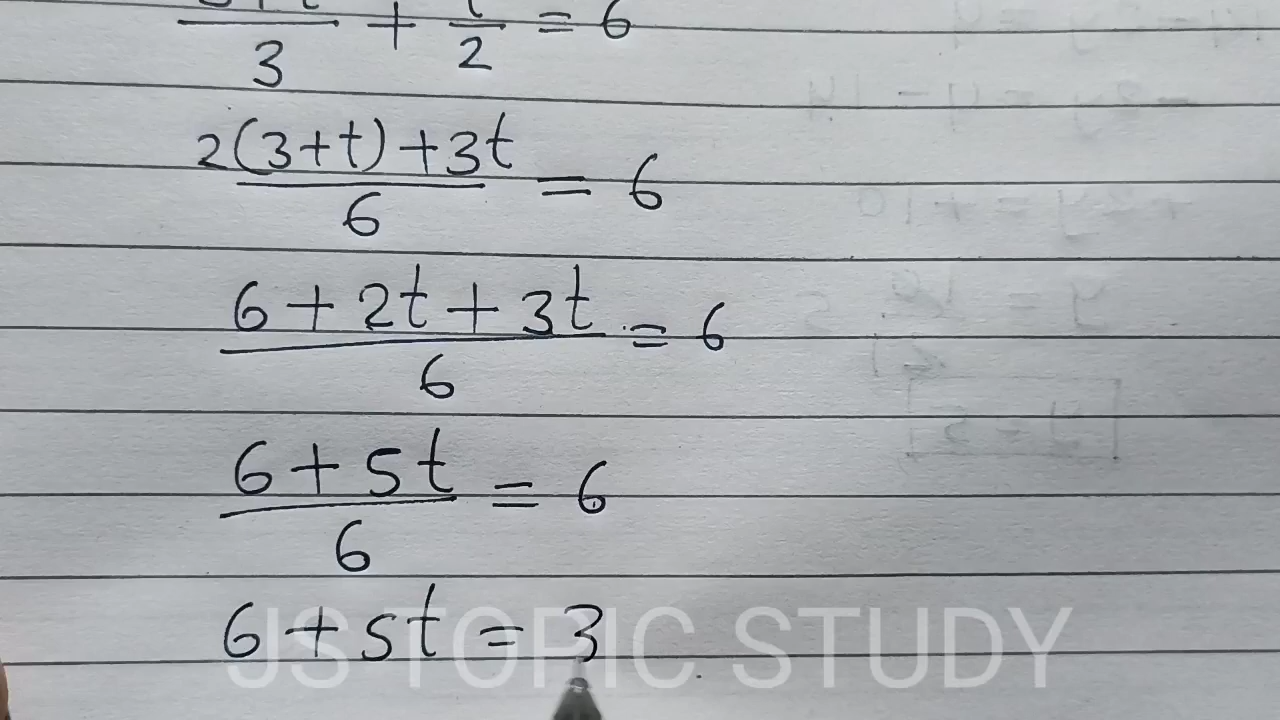 3+t/3 + t/2 = 6
2(3+t)+3t/6 = 6
6+2t+3t/6 = 6
6+5t/6 = 6
6+5t = 3
JS TOPIC STUDY